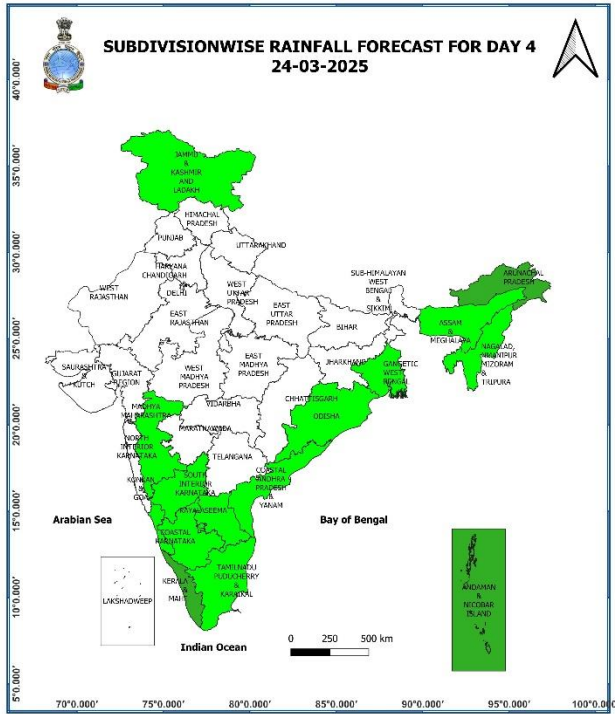 SUBDIVISIONWISE RAINFALL FORECAST FOR DAY 4
24-03-2025
40°0.000'
35°0.000'
30°0.000'
25°0.000'
20°0.000'
15°0.000'
10°0.000'
5°0.000'
JAMMU
&
KASHMIR
AND
LADAKH
HIMACHAL
PRADESH
PUNJAB
UTTARAKHAND
HARYANA
CHANDIGARH
DELHI
WEST
RAJASTHAN
WEST
UTTAR
PRADESH
EAST
RAJASTHAN
EAST
UTTAR
PRADESH
SUB-HIMALAYAN
WEST
BENGAL
&
SIKKIM
ARUNACHAL
PRADESH
BIHAR
ASSAM
&
MEGHALAYA
NAGALAD,
MANIPUR
MIZORAM
&
TRIPURA
SAURASHTRA
&
KUTCH
GUJARAT
REGION
WEST
MADHYA
PRADESH
EAST
MADHYA
PRADESH
JHARKHAND
GANGETIC
WEST
BENGAL
CHHATTISGARH
ODISHA
MADHYA
MAHARASHTRA
VIDARBHA
MARATHAWADA
NORTH
INTERIOR
KARNATAKA
TELANGANA
KONKAN
&
GOA
SOUTH
INTERIOR
KARNATAKA
COASTAL
ANDHRA
PRADESH
&
YANAM
RAYALASEEMA
COASTAL
KARNATAKA
Arabian Sea
Bay of Bengal
LAKSHADWEEP
KERALA
&
MAHE
TAMILNADU
PUDUCHERRY
&
KARAIKAL
ANDAMAN
&
NICOBAR
ISLAND
Indian Ocean
0 250 500 km
70°0.000' 75°0.000' 80°0.000' 85°0.000' 90°0.000' 95°0.000' 100°0.000'